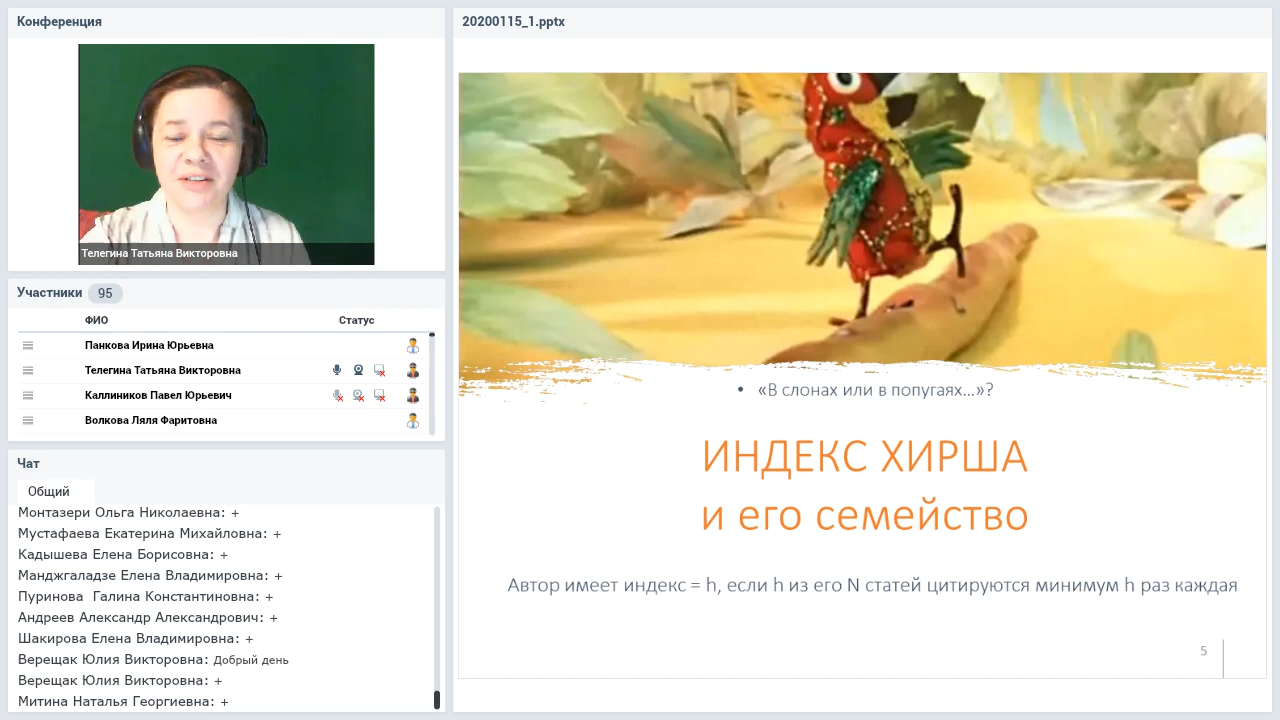 Конференция
Телегина Татьяна Викторовна
Участники 95
ФИО Статус
Панкова Ирина Юрьевна
Телегина Татьяна Викторовна
Каллиников Павел Юрьевич
Волкова Ляля Фаритовна
Чат
Общий
Монтазери Ольга Николаевна: +
Мустафаева Екатерина Михайловна: +
Кадышева Елена Борисовна: +
Манджгаладзе Елена Владимировна: +
Пуринова Галина Константиновна: +
Андреев Александр Александрович: +
Шакирова Елена Владимировна: +
Верещак Юлия Викторовна: Добрый день
Верещак Юлия Викторовна: +
Митина Наталья Георгиевна: +
20200115_1.pptx
• «В слонах или в попугаях...»?
ИНДЕКС ХИРША
и его семейство
Автор имеет индекс = h, если h из его N статей цитируются минимум h раз каждая
5